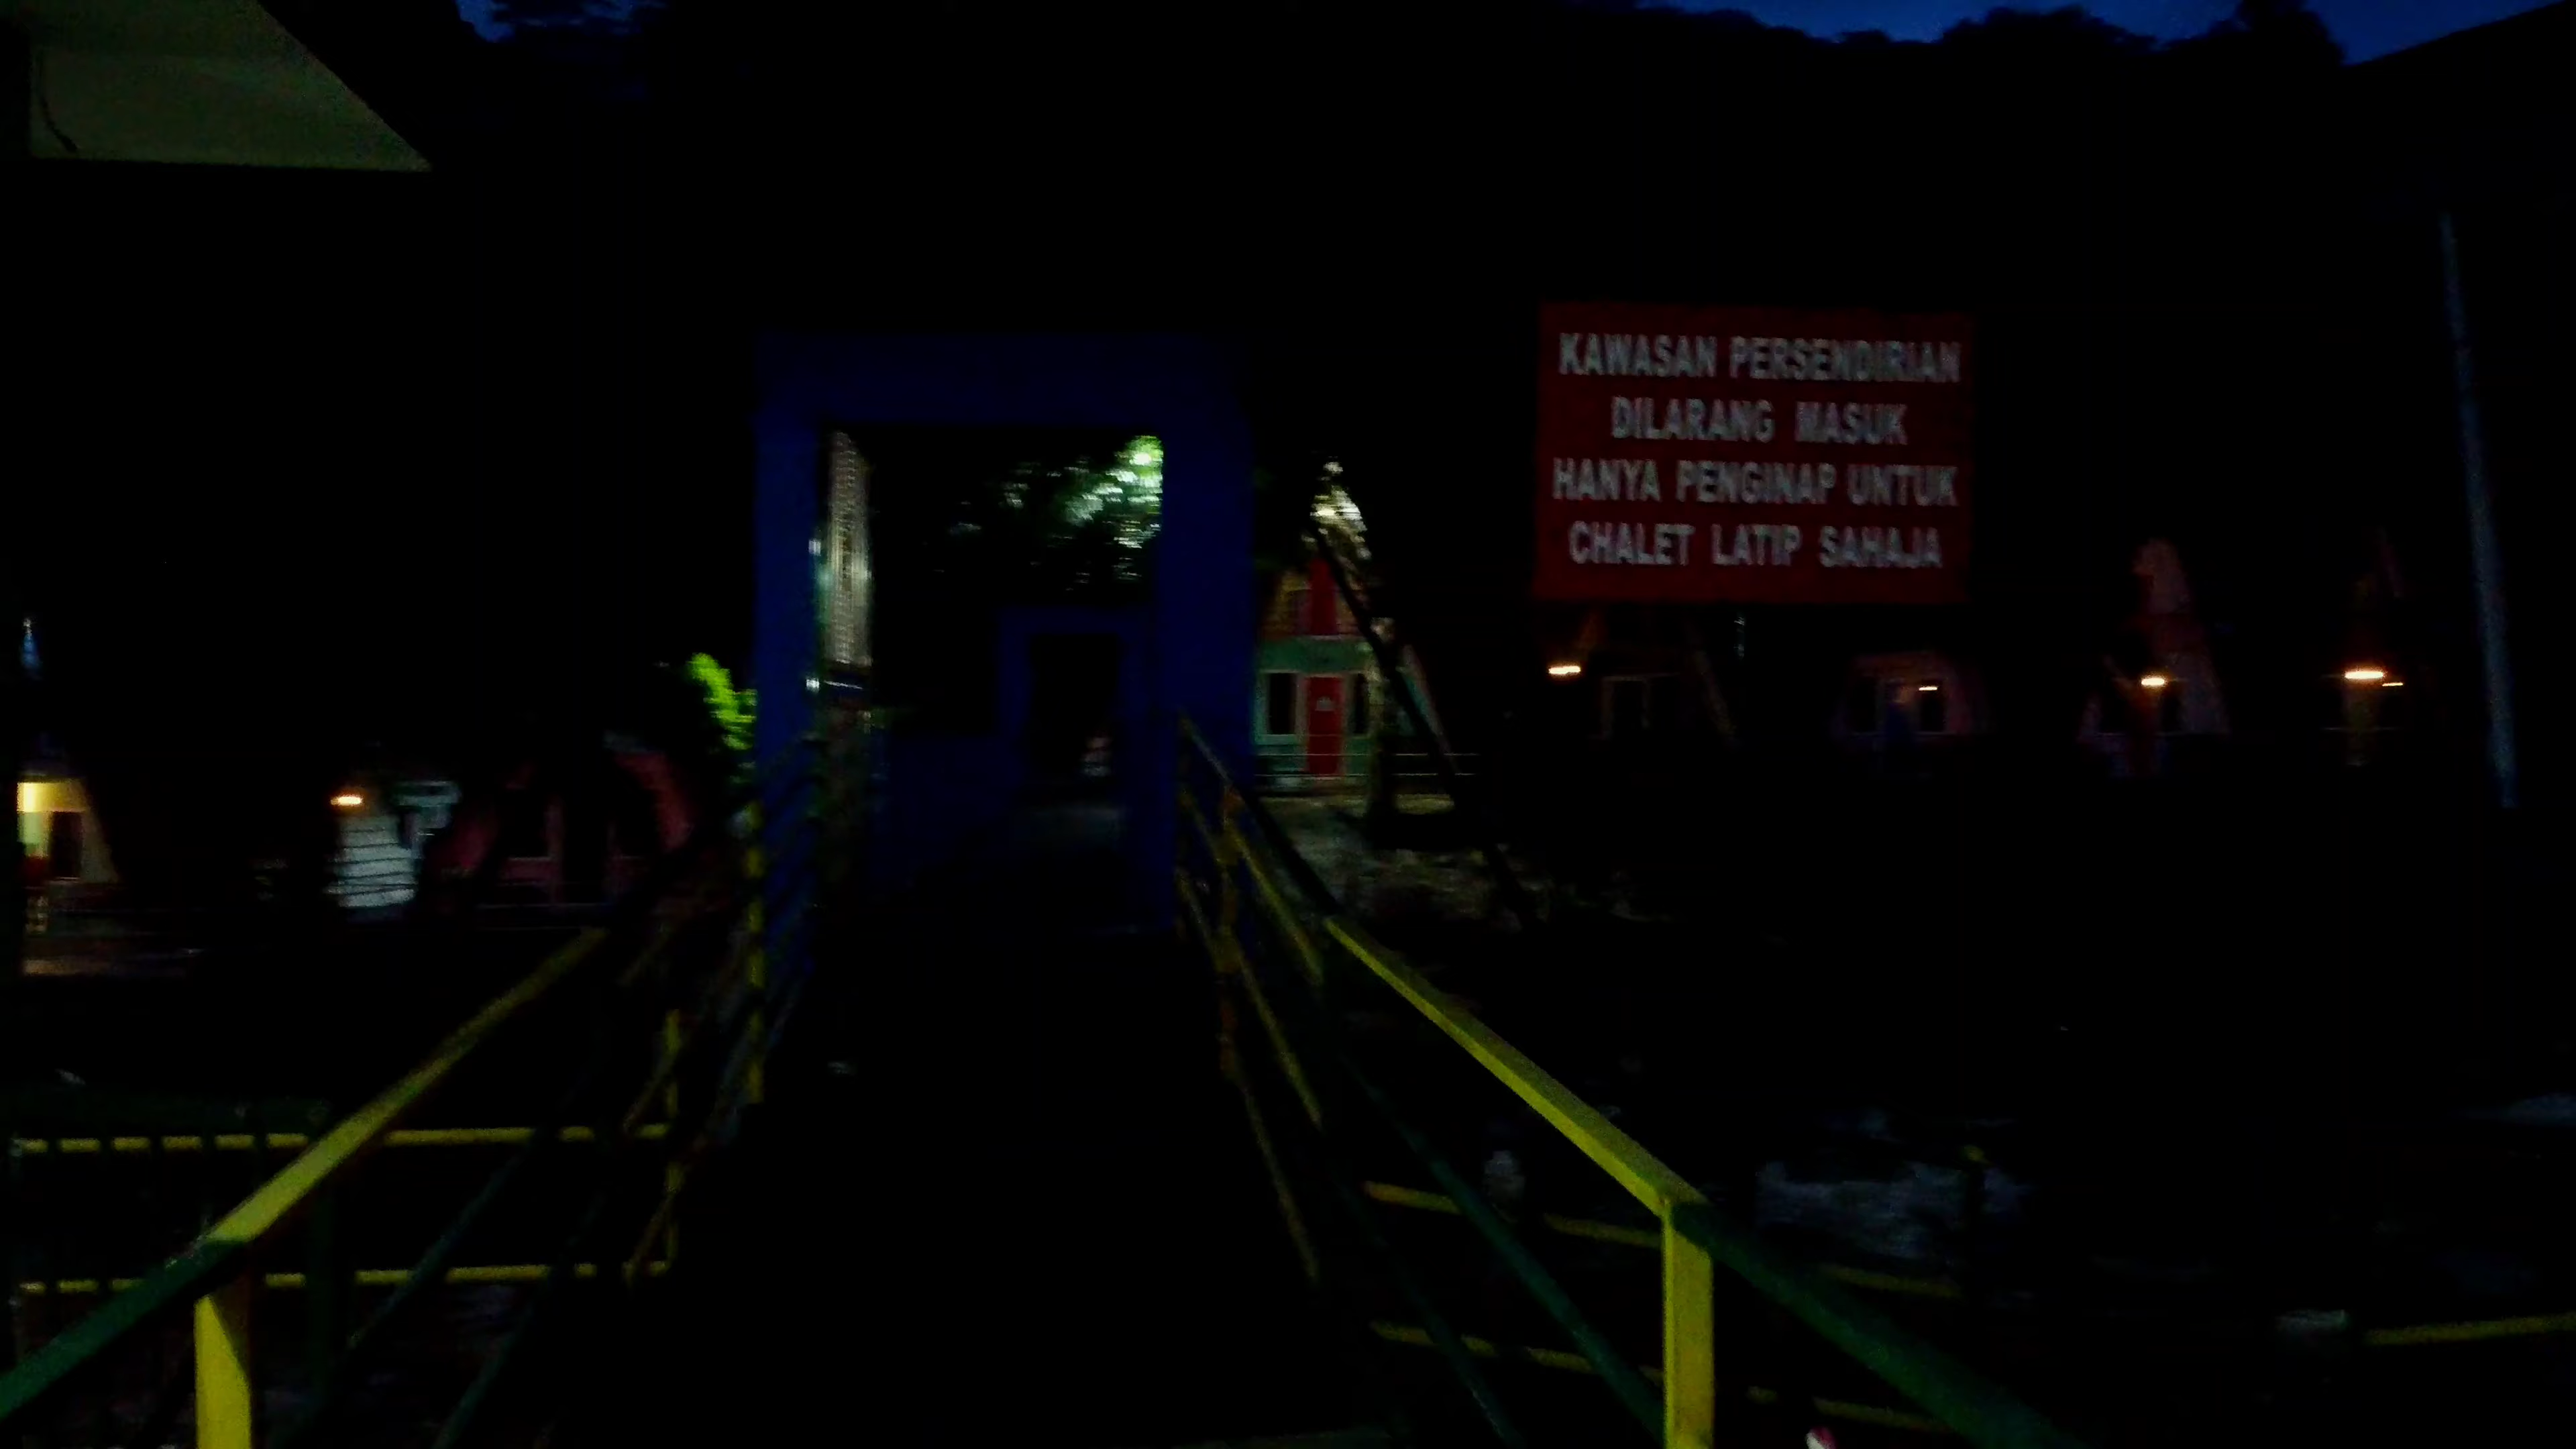 KAWASAN PERSENDIRIAN
DILARANG MASUK
HANYA PENGINAP UNTUK
CHALET LATIP SAHAJA